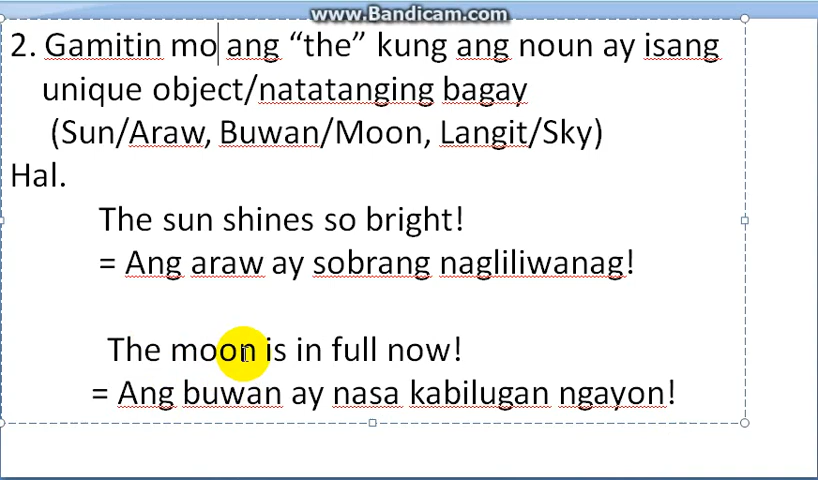 www.Bandicam.com
2. Gamitin mo ang “the” kung ang noun ay isang
unique object/natatanging bagay
(Sun/Araw, Buwan/Moon, Langit/Sky)
Hal.
The sun shines so bright!
= Ang araw ay sobrang nagliliwanag!
The moon is in full now!
= Ang buwan ay nasa kabilugan ngayon!